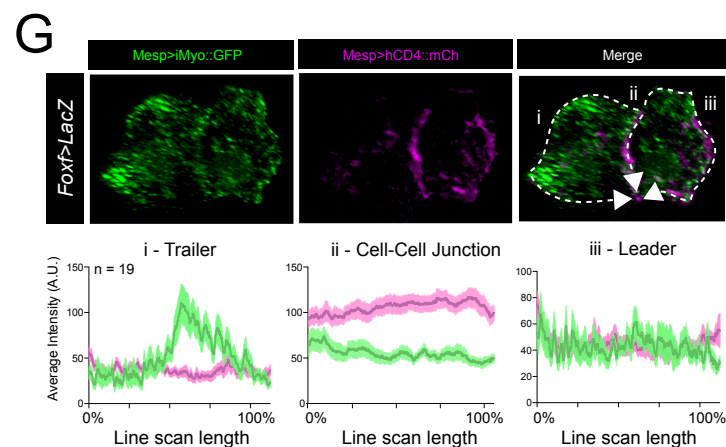 G
Mesp>iMyo::GFP
Mesp>hCD4::mCh
Merge
Foxf>LacZ
i
ii
iii
i - Trailer
ii - Cell-Cell Junction
iii - Leader
Average Intensity (A.U.)
n = 19
150
100
50
0
0%
100%
Line scan length
150
100
50
0
0%
100%
Line scan length
100
80
60
40
20
0
0%
100%
Line scan length